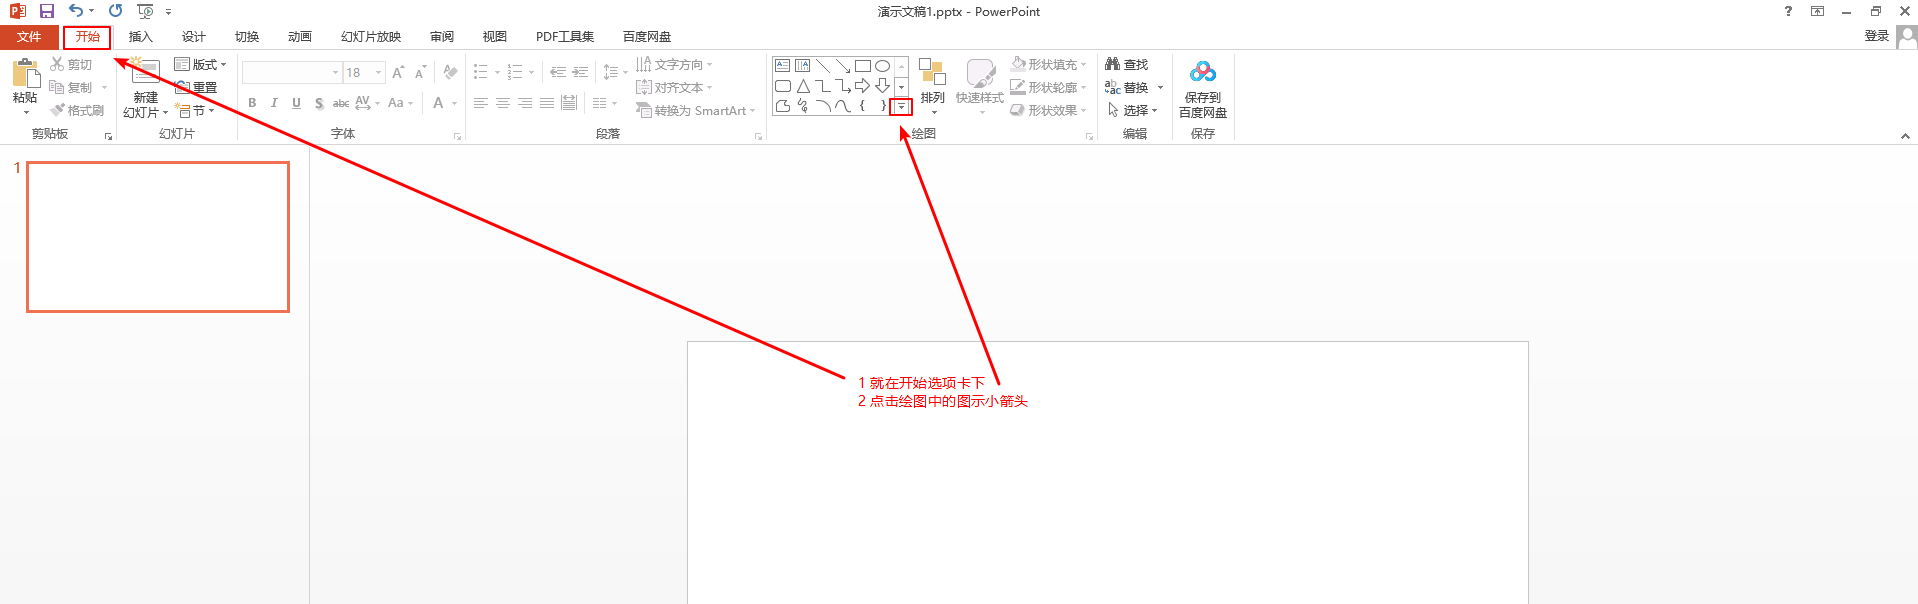 演示文稿1.pptx - PowerPoint
?
文件 开始 插入 设计 切换 动画 幻灯片放映 审阅 视图 PDF工具集 百度网盘 登录
粘贴
剪切
复制
格式刷
剪贴板
新建
幻灯片
版式
重置
节
幻灯片
18
B I U S abc AV Aa A
字体
文字方向
对齐文本
转换为 SmartArt
段落
排列
快速样式
形状填充
形状轮廓
形状效果
绘图
查找
替换
选择
编辑
保存到
百度网盘
保存
1
1 就在开始选项卡下
2 点击绘图中的图示小箭头